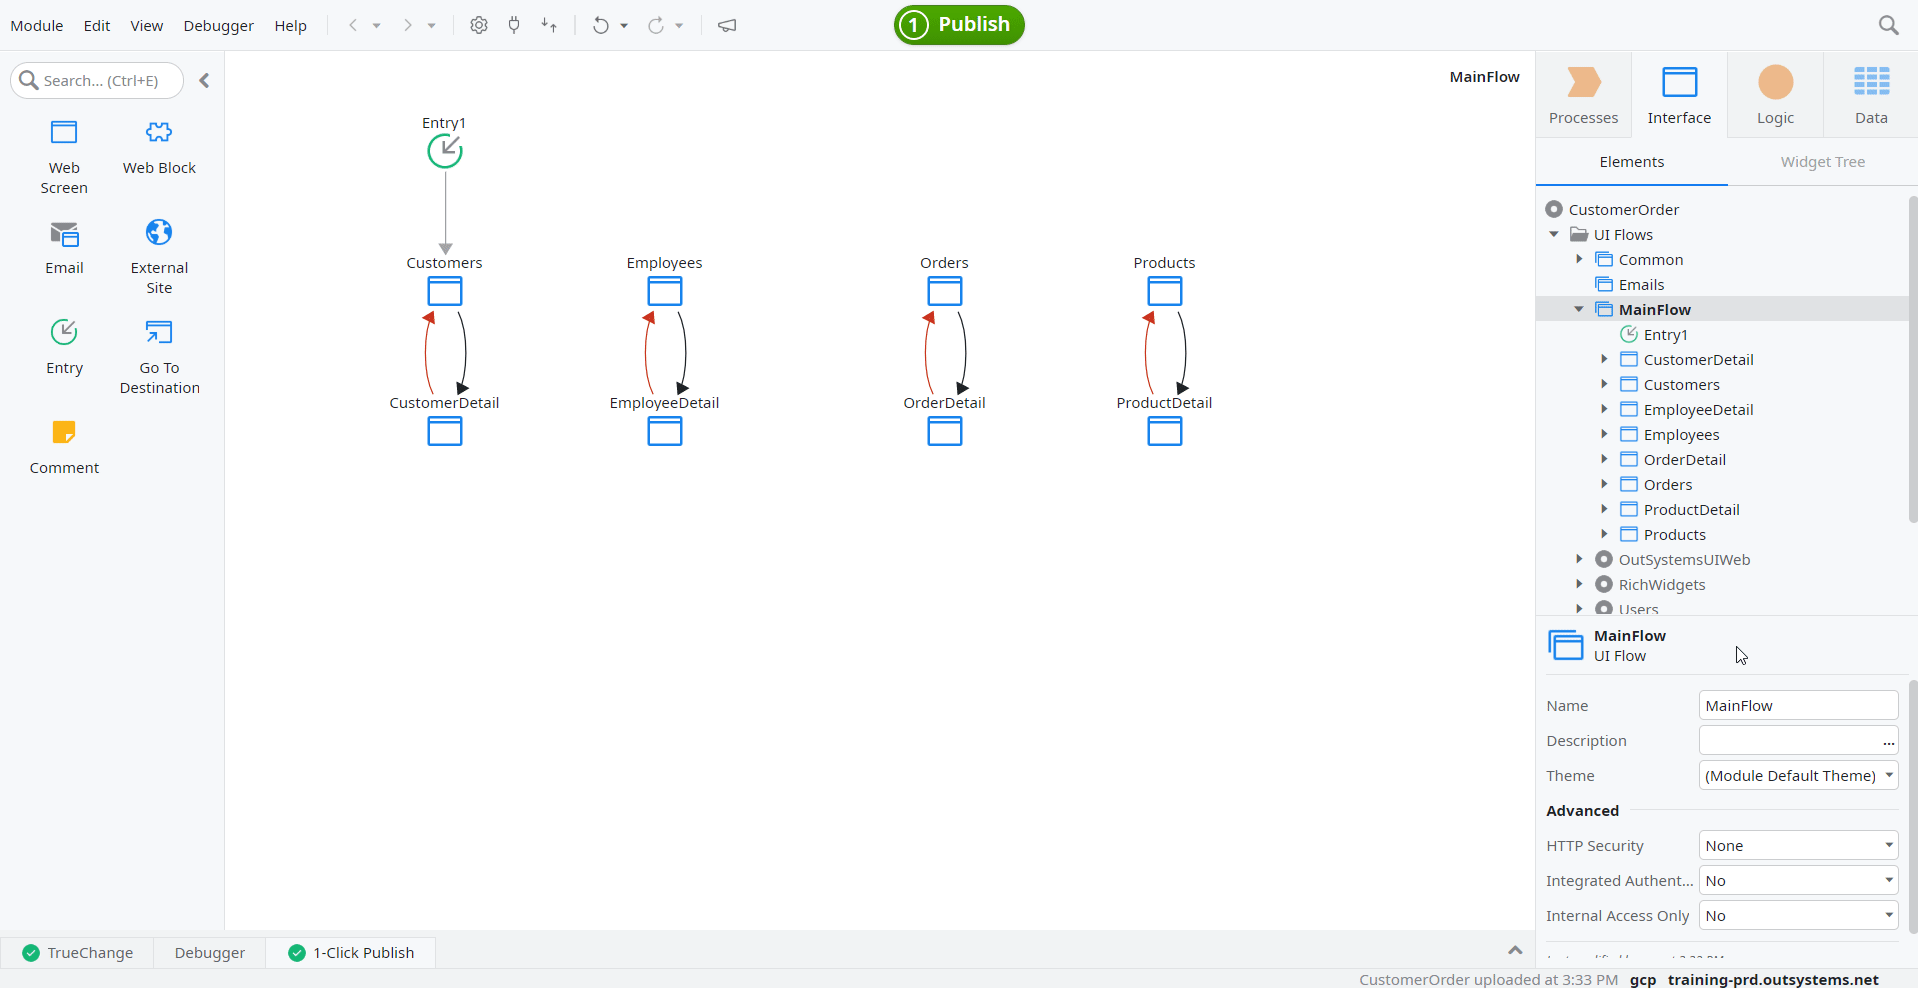 Module Edit View Debugger Help
1 Publish
Search... (Ctrl+E)
Web Screen
Web Block
Email
External Site
Entry
Go To Destination
Comment
MainFlow
Entry1
Customers Employees Orders Products
CustomerDetail EmployeeDetail OrderDetail ProductDetail
Processes Interface Logic Data
Elements Widget Tree
CustomerOrder
UI Flows
Common
Emails
MainFlow
Entry1
CustomerDetail
Customers
EmployeeDetail
Employees
OrderDetail
Orders
ProductDetail
Products
OutSystemsUIWeb
RichWidgets
Users
MainFlow
UI Flow
Name MainFlow
Description ...
Theme (Module Default Theme)
Advanced
HTTP Security None
Integrated Authent... No
Internal Access Only No
TrueChange Debugger 1-Click Publish
CustomerOrder uploaded at 3:33 PM gcp training-prd.outsystems.net